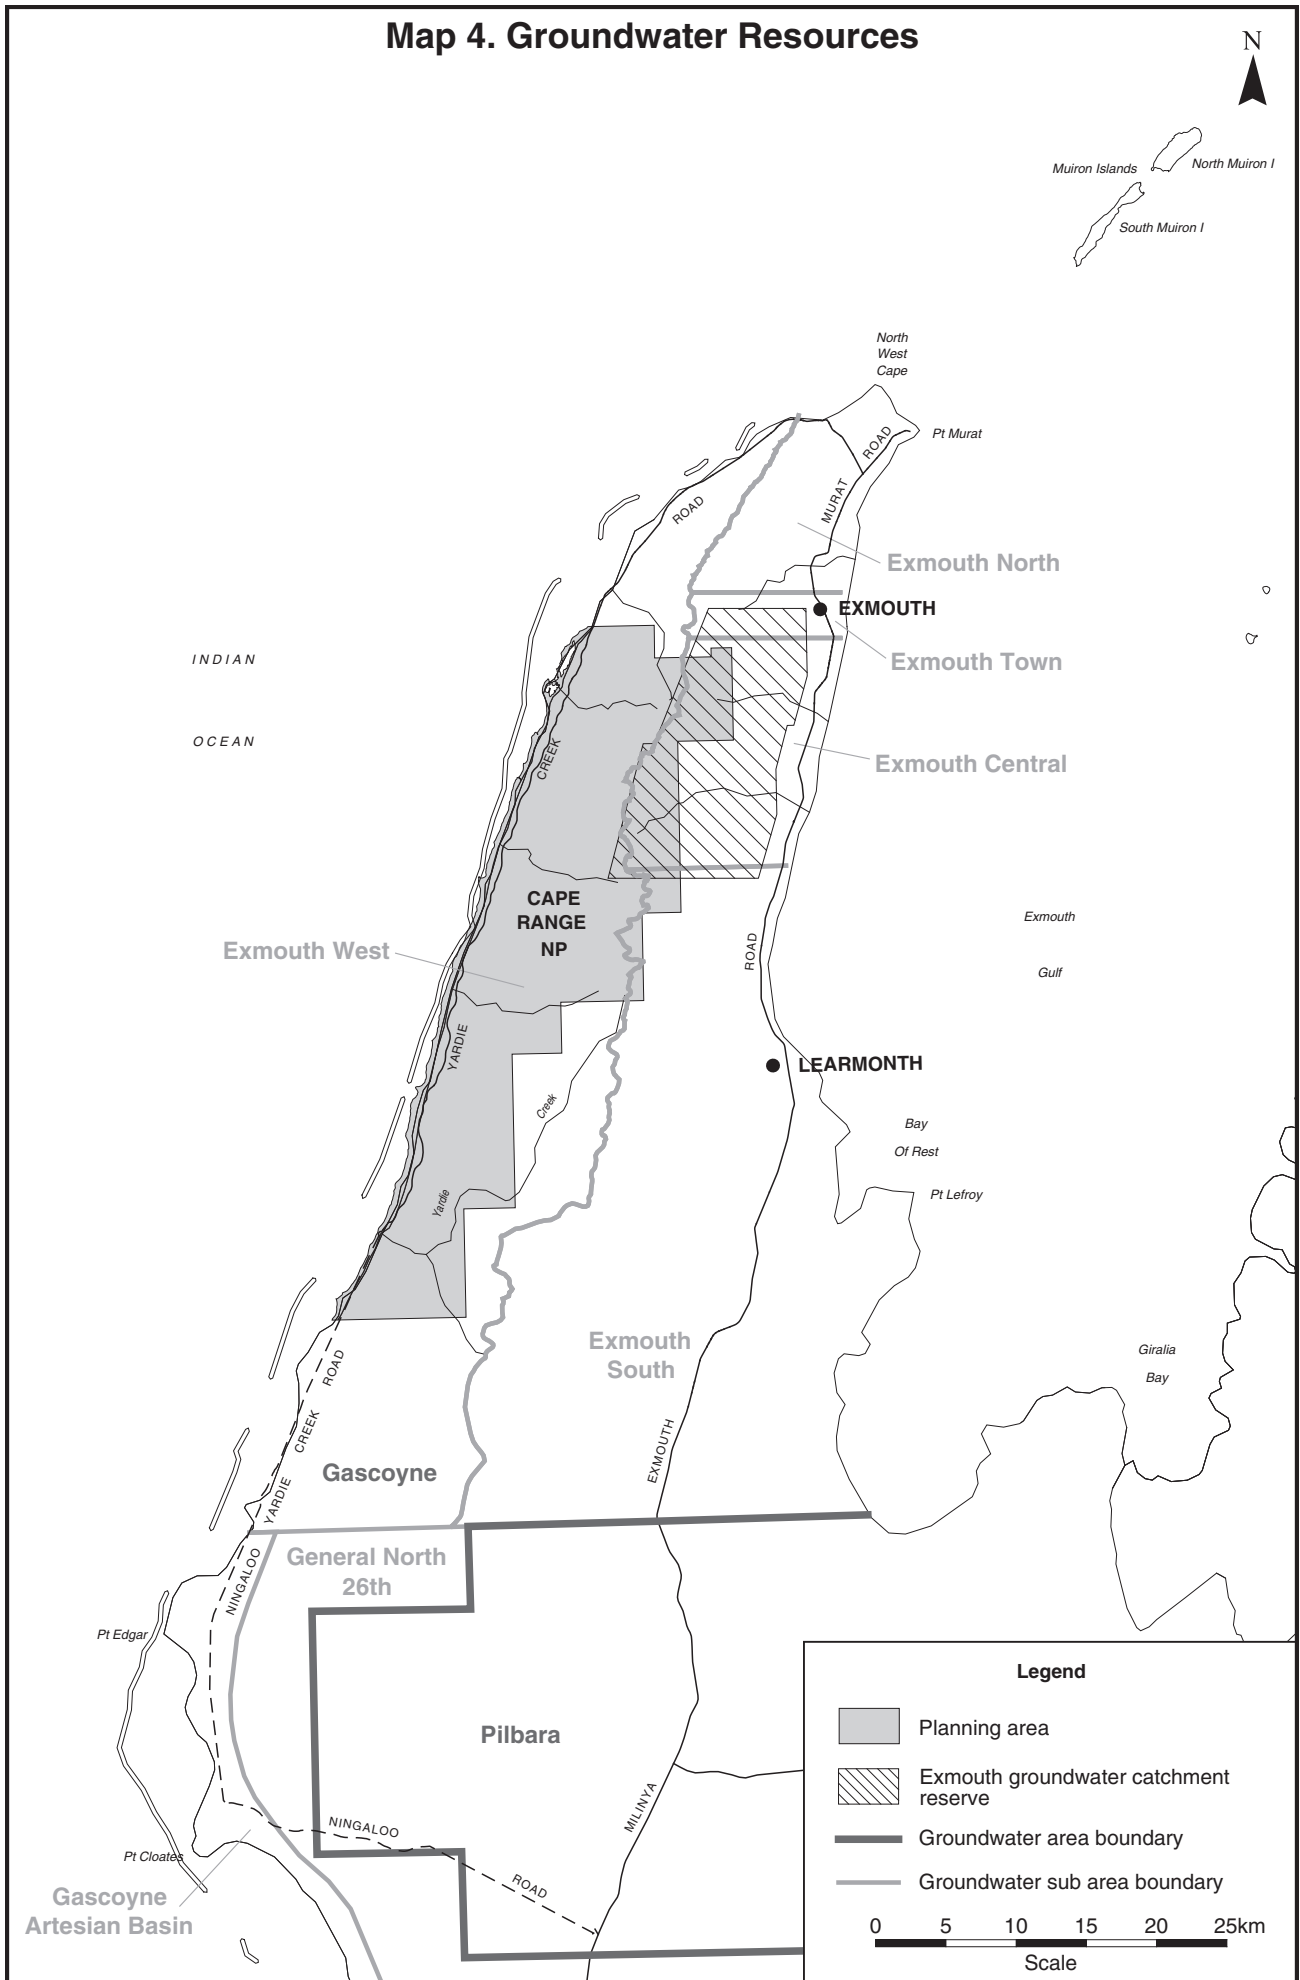 Map 4. Groundwater Resources
N
Muiron Islands
North Muiron I
South Muiron I
North
West
Cape
Pt Murat
ROAD
MURAT
ROAD
Exmouth North
EXMOUTH
Exmouth Town
INDIAN
OCEAN
CREEK
Exmouth Central
CAPE
RANGE
NP
Exmouth West
Exmouth
Gulf
ROAD
YARDIE
LEARMONTH
Creek
Yardie
Bay
Of Rest
Pt Lefroy
Exmouth
South
Giralia
Bay
ROAD
CREEK
YARDIE
EXMOUTH
Gascoyne
General North
26th
NINGALOO
Pt Edgar
Pilbara
MILINYA
NINGALOO
ROAD
Pt Cloates
Gascoyne
Artesian Basin
Legend
Planning area
Exmouth groundwater catchment
reserve
Groundwater area boundary
Groundwater sub area boundary
0 5 10 15 20 25km
Scale